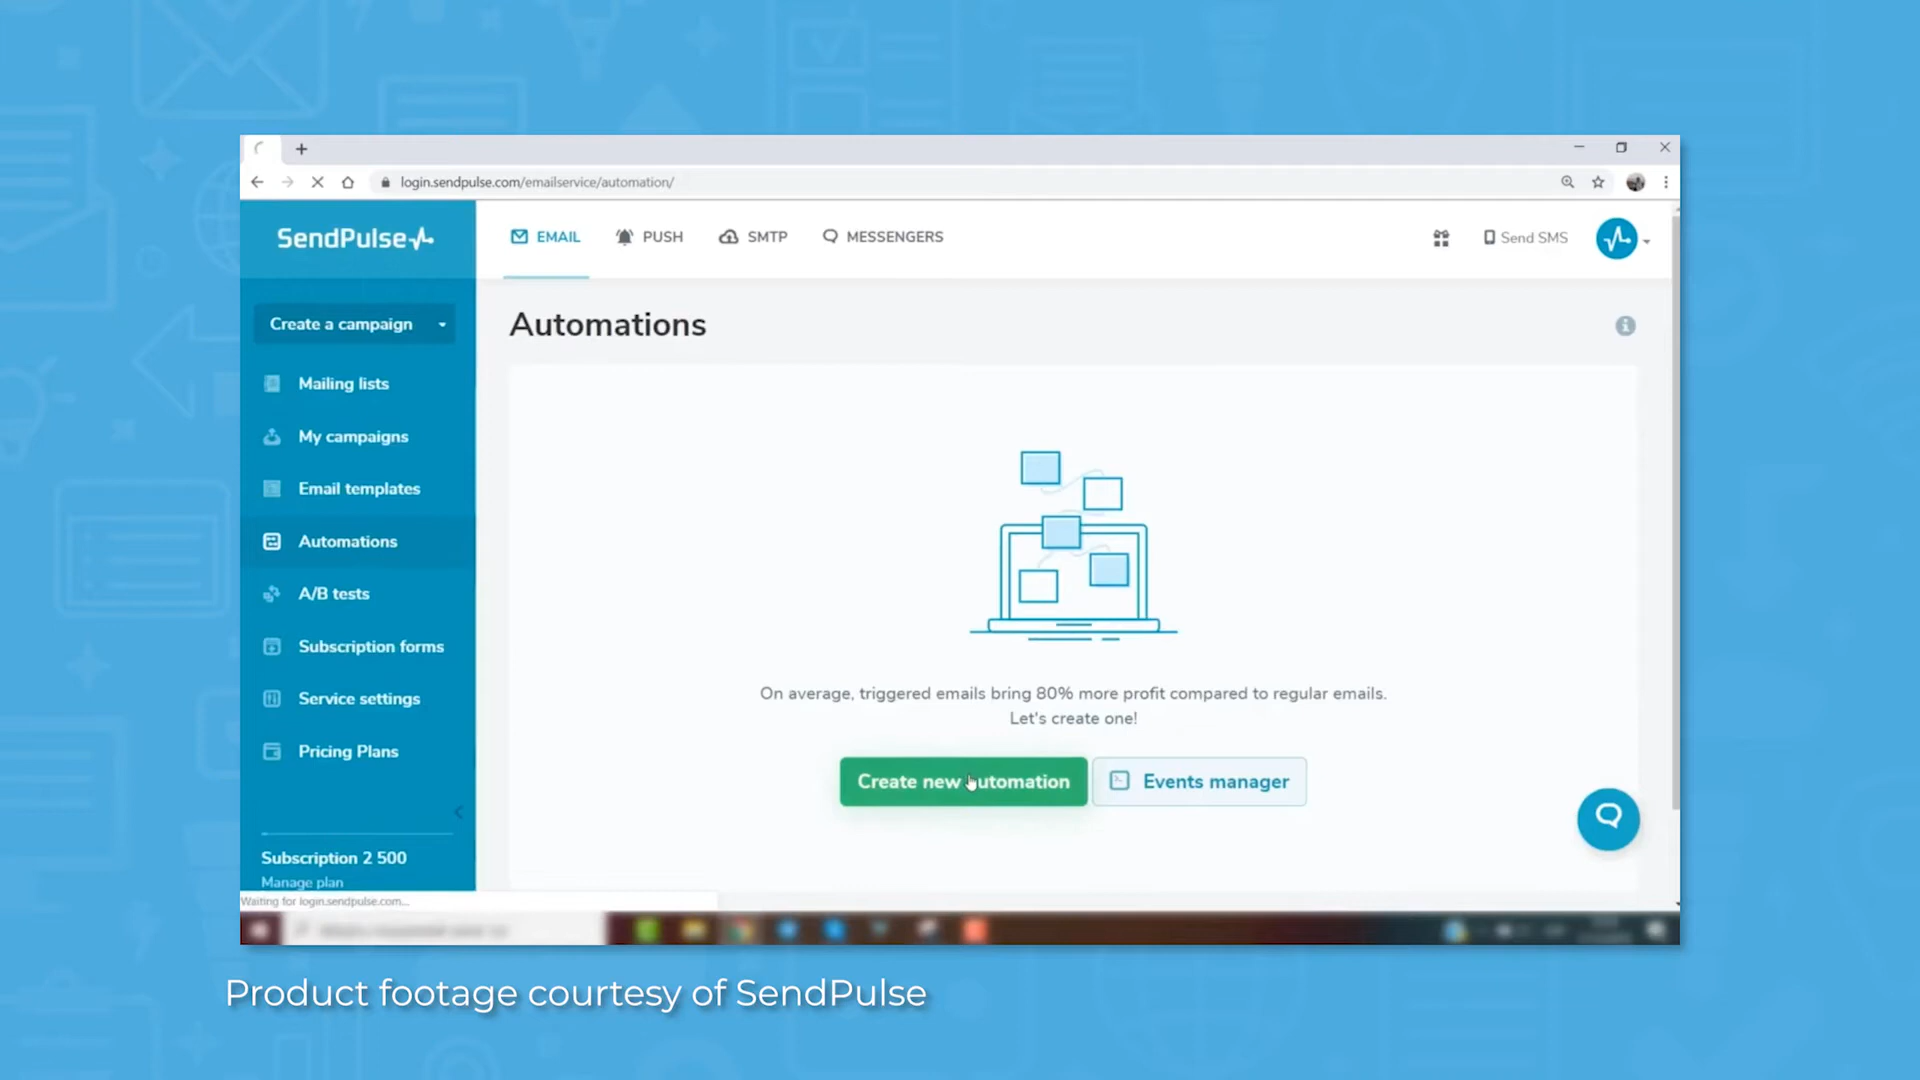 login.sendpulse.com/emailservice/automation/
SendPulse
EMAIL
PUSH
SMTP
MESSENGERS
Send SMS
Create a campaign
Mailing lists
My campaigns
Email templates
Automations
A/B tests
Subscription forms
Service settings
Pricing Plans
Subscription 2 500
Manage plan
Automations
On average, triggered emails bring 80% more profit compared to regular emails.
Let's create one!
Create new automation
Events manager
Waiting for login.sendpulse.com...
Product footage courtesy of SendPulse